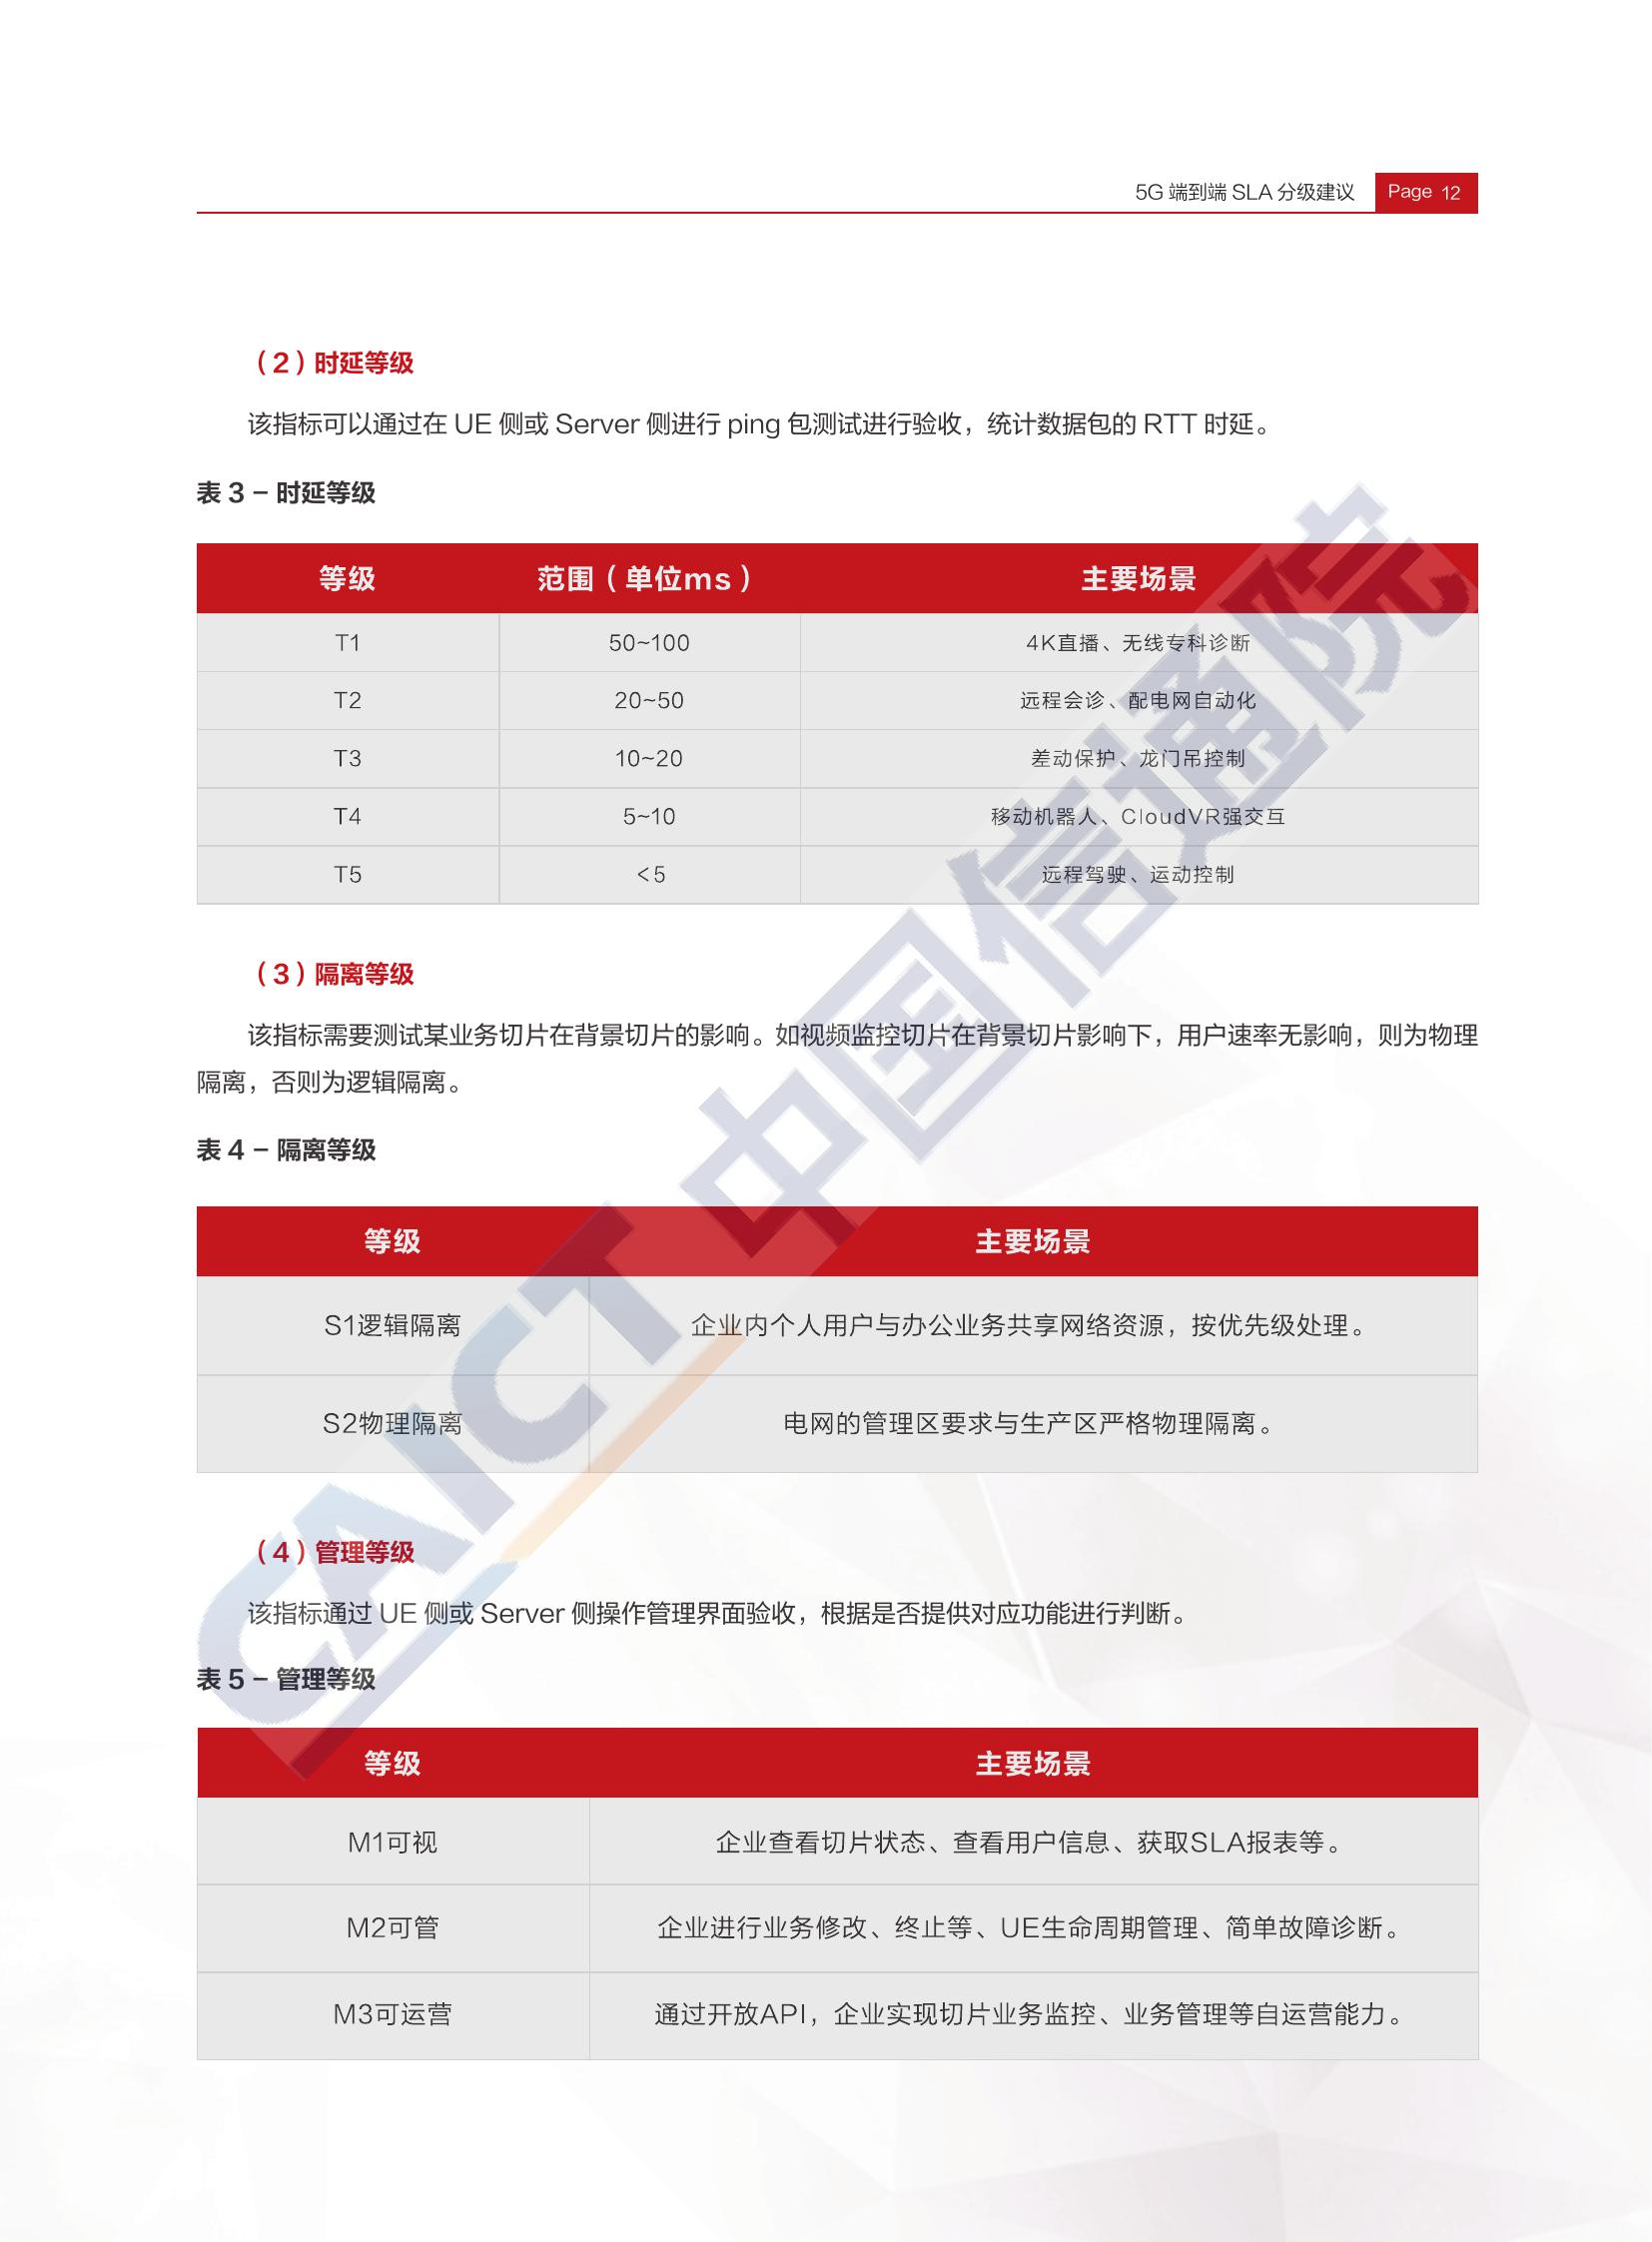 5G 端到端 SLA 分级建议 Page 12
（2）时延等级
该指标可以通过在 UE 侧或 Server 侧进行 ping 包测试进行验收，统计数据包的 RTT 时延。
表 3 – 时延等级
等级 范围（单位ms） 主要场景
T1 50~100 4K直播、无线专科诊断
T2 20~50 远程会诊、配电网自动化
T3 10~20 差动保护、龙门吊控制
T4 5~10 移动机器人、CloudVR强交互
T5 <5 远程驾驶、运动控制
（3）隔离等级
该指标需要测试某业务切片在背景切片的影响。如视频监控切片在背景切片影响下，用户速率无影响，则为物理
隔离，否则为逻辑隔离。
表 4 – 隔离等级
等级 主要场景
S1逻辑隔离 企业内个人用户与办公业务共享网络资源，按优先级处理。
S2物理隔离 电网的管理区要求与生产区严格物理隔离。
（4）管理等级
该指标通过 UE 侧或 Server 侧操作管理界面验收，根据是否提供对应功能进行判断。
表 5 – 管理等级
等级 主要场景
M1可视 企业查看切片状态、查看用户信息、获取SLA报表等。
M2可管 企业进行业务修改、终止等、UE生命周期管理、简单故障诊断。
M3可运营 通过开放API，企业实现切片业务监控、业务管理等自运营能力。
CAICT 中国信通院